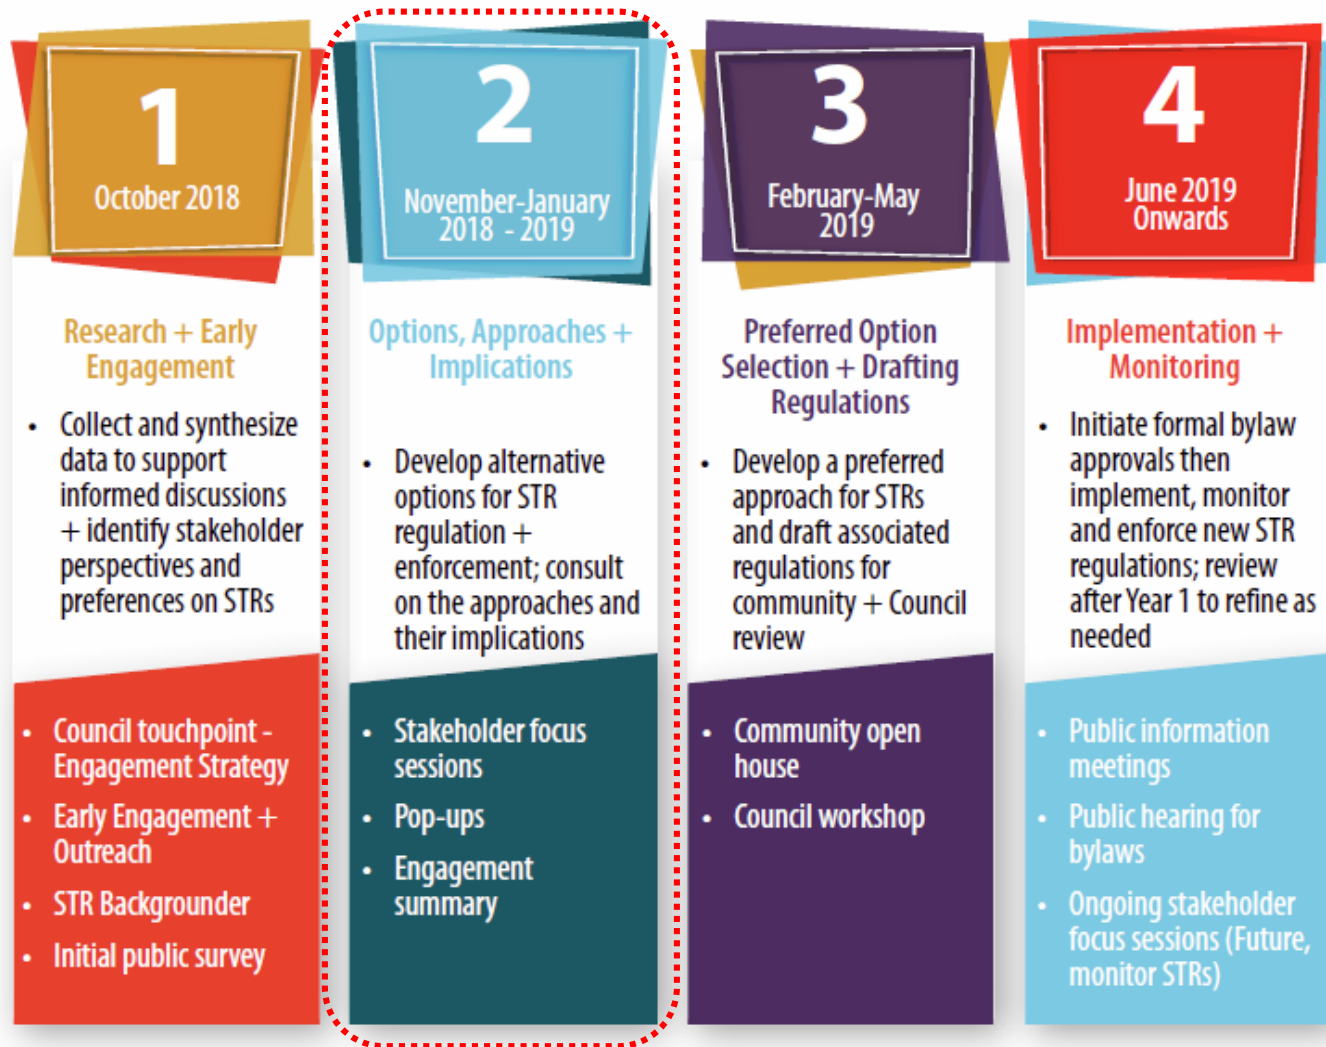 1
October 2018
Research + Early
Engagement
• Collect and synthesize
data to support
informed discussions
+ identify stakeholder
perspectives and
preferences on STRs
• Council touchpoint -
Engagement Strategy
• Early Engagement +
Outreach
• STR Backgrounder
• Initial public survey
2
November-January
2018 - 2019
Options, Approaches +
Implications
• Develop alternative
options for STR
regulation +
enforcement; consult
on the approaches and
their implications
• Stakeholder focus
sessions
• Pop-ups
• Engagement
summary
3
February-May
2019
Preferred Option
Selection + Drafting
Regulations
• Develop a preferred
approach for STRs
and draft associated
regulations for
community + Council
review
• Community open
house
• Council workshop
4
June 2019
Onwards
Implementation +
Monitoring
• Initiate formal bylaw
approvals then
implement, monitor
and enforce new STR
regulations; review
after Year 1 to refine as
needed
• Public information
meetings
• Public hearing for
bylaws
• Ongoing stakeholder
focus sessions (Future,
monitor STRs)